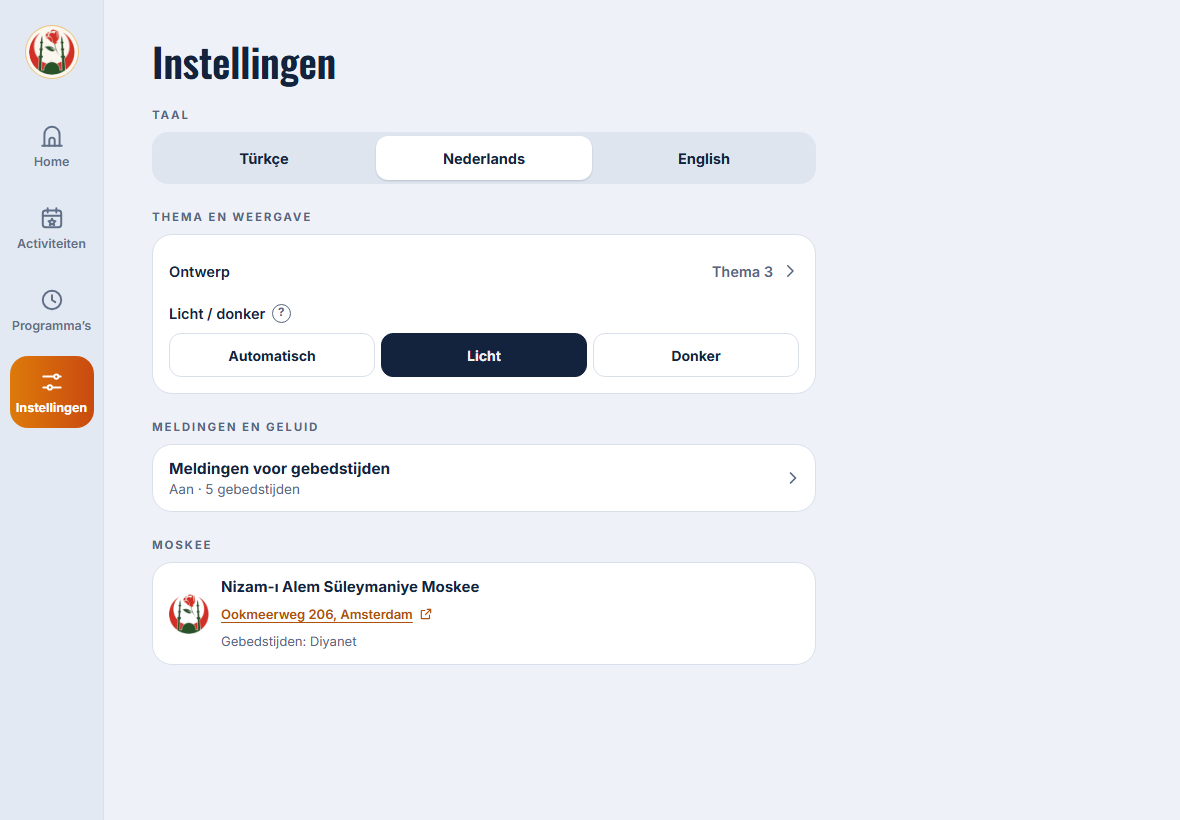 Instellingen
TAAL
Türkçe
Nederlands
English
THEMA EN WEERGAVE
Ontwerp
Thema 3
Licht / donker ?
Automatisch
Licht
Donker
MELDINGEN EN GELUID
Meldingen voor gebedstijden
Aan · 5 gebedstijden
MOSKEE
Nizam-ı Alem Süleymaniye Moskee
Ookmeerweg 206, Amsterdam
Gebedstijden: Diyanet
Home
Activiteiten
Programma’s
Instellingen